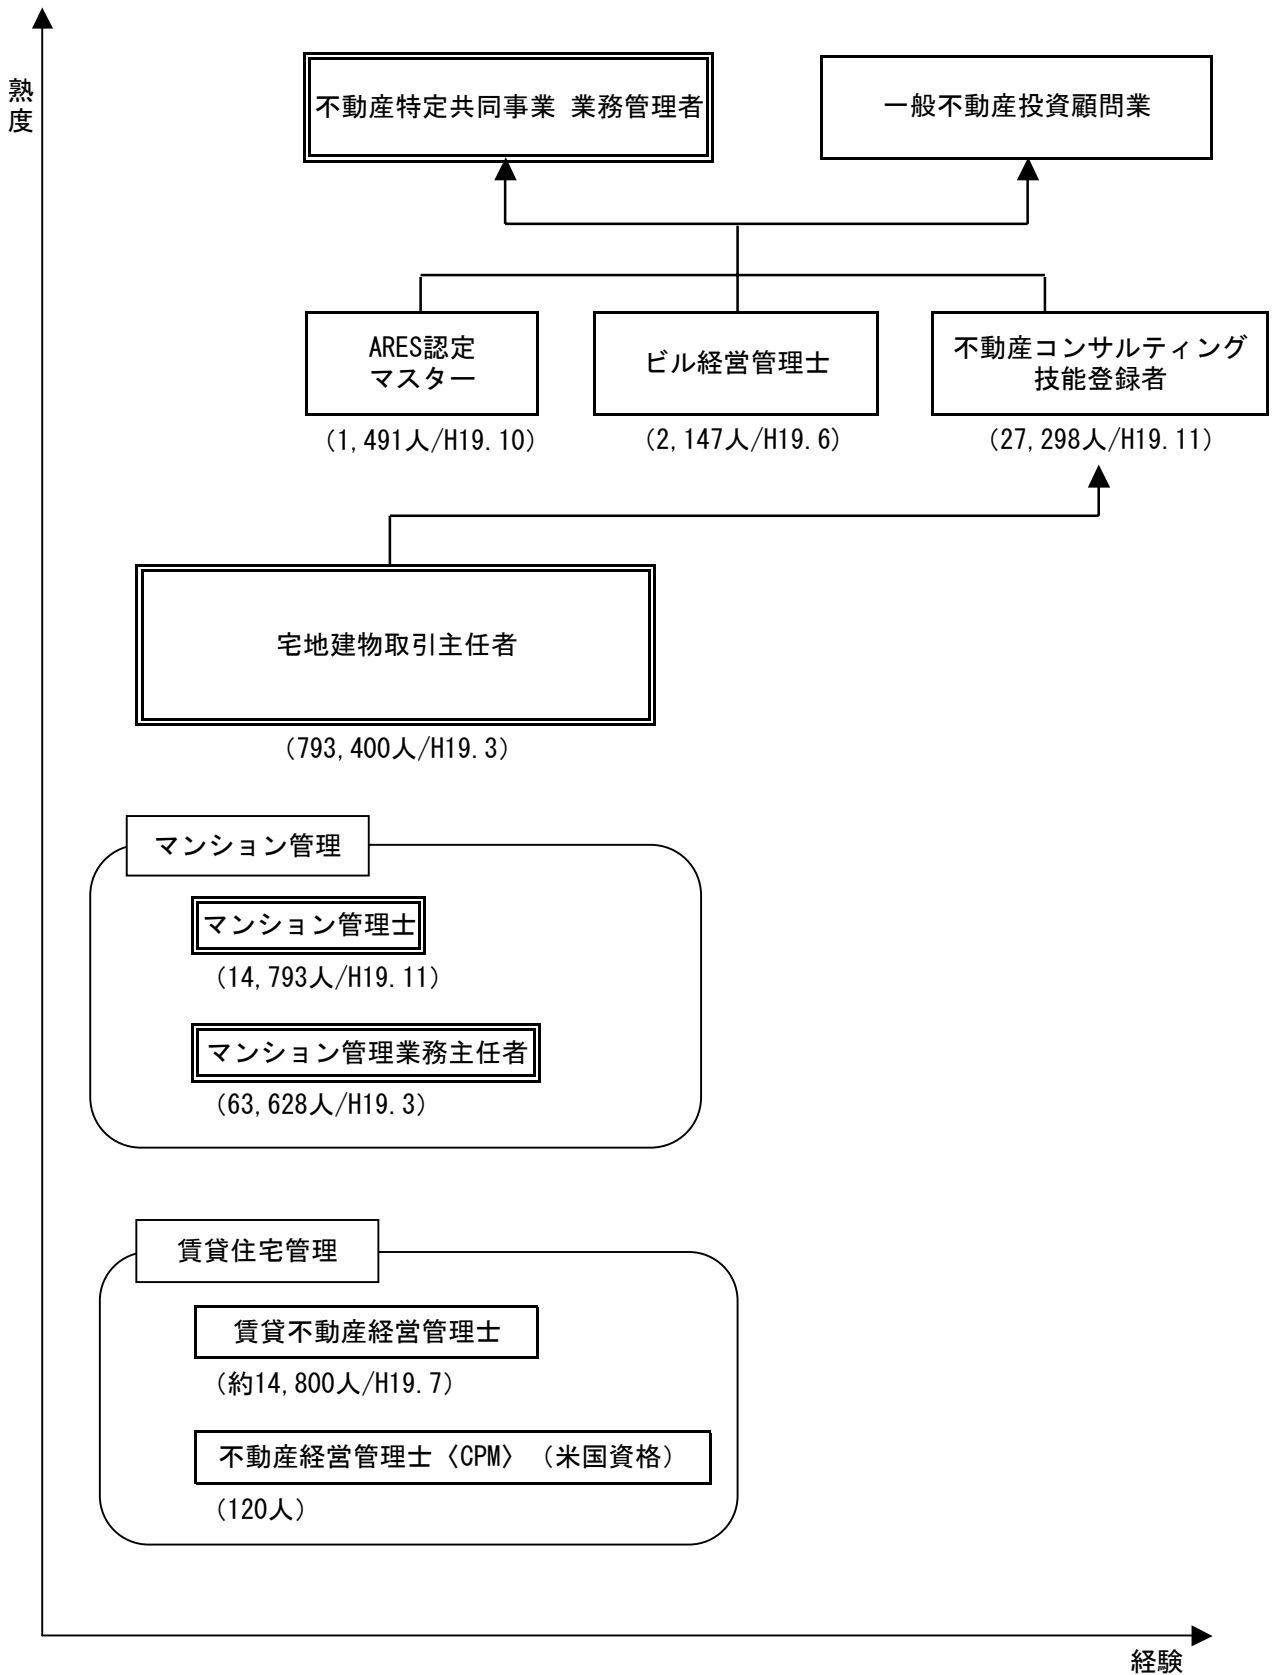 熟度
不動産特定共同事業 業務管理者
一般不動産投資顧問業
ARES認定
マスター
ビル経営管理士
不動産コンサルティング
技能登録者
（1,491人/H19.10）
（2,147人/H19.6）
（27,298人/H19.11）
宅地建物取引主任者
（793,400人/H19.3）
マンション管理
マンション管理士
（14,793人/H19.11）
マンション管理業務主任者
（63,628人/H19.3）
賃貸住宅管理
賃貸不動産経営管理士
（約14,800人/H19.7）
不動産経営管理士〈CPM〉（米国資格）
（120人）
経験